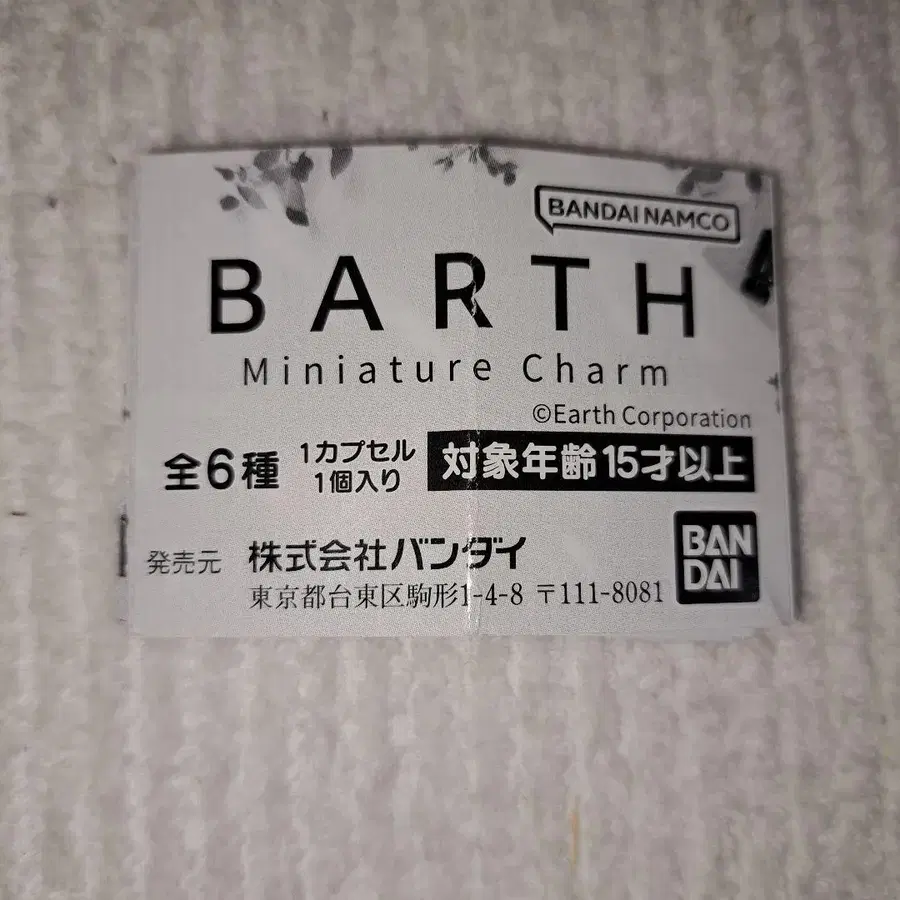 BANDAI NAMCO
BARTH
Miniature Charm
©Earth Corporation
全6種 1カプセル 1個入り 対象年齢15才以上
発売元 株式会社バンダイ
東京都台東区駒形1-4-8 〒111-8081
BAN
DAI